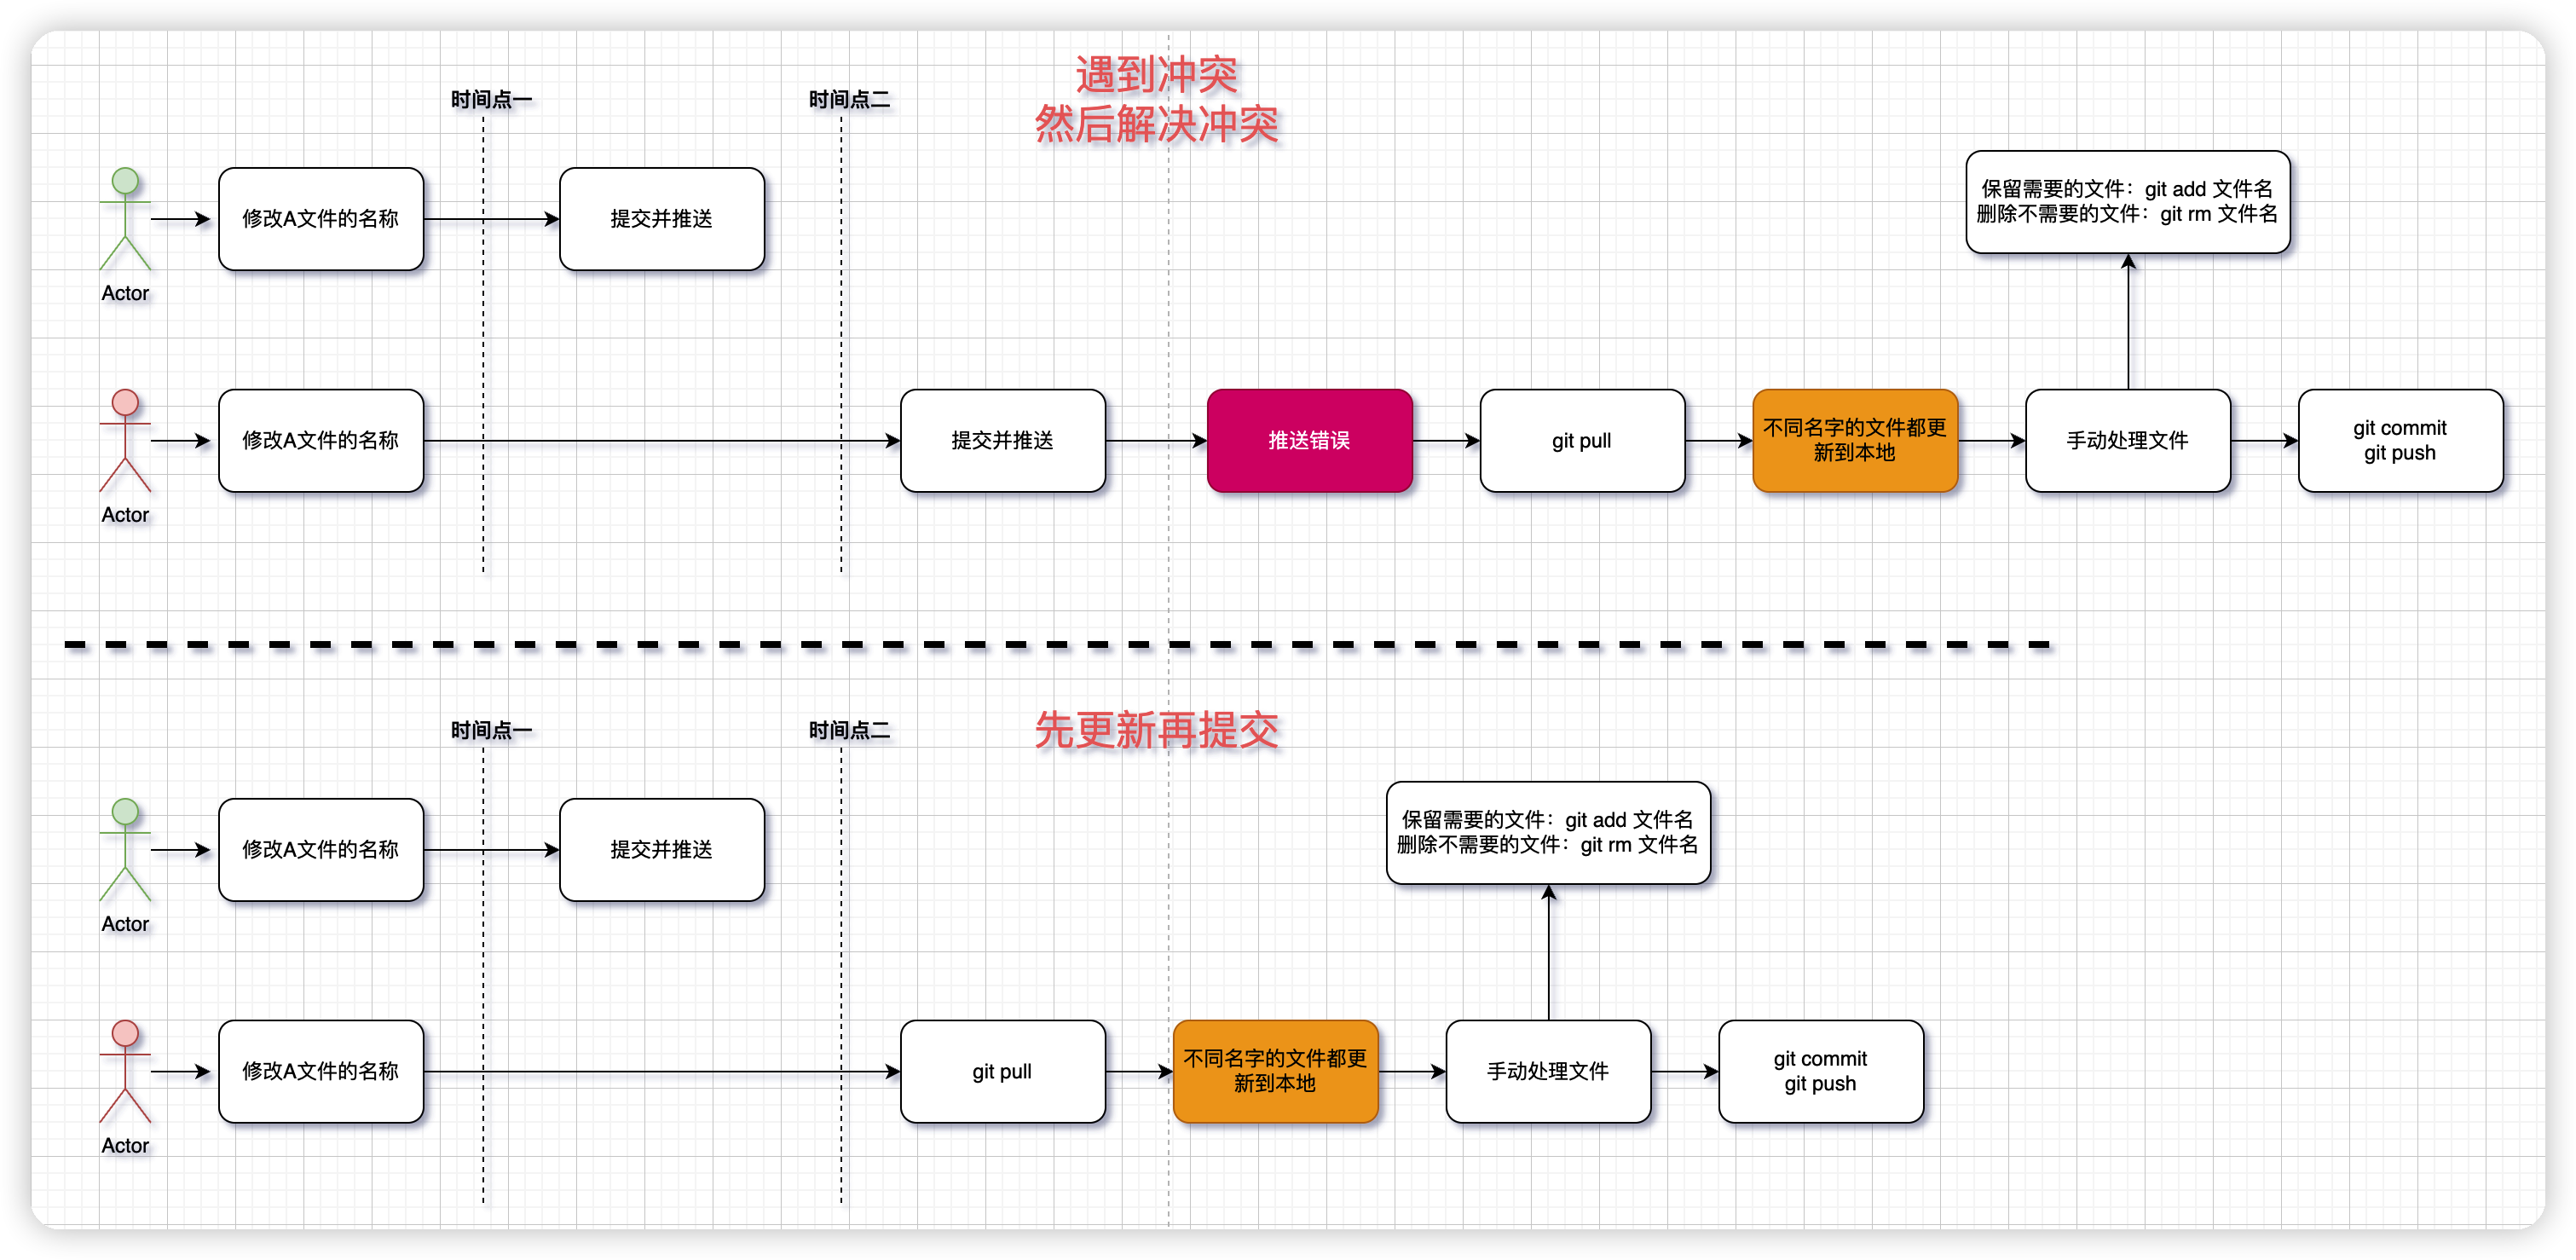 遇到冲突
然后解决冲突
时间点一
时间点二
修改A文件的名称
提交并推送
保留需要的文件：git add 文件名
删除不需要的文件：git rm 文件名
Actor
修改A文件的名称
提交并推送
推送错误
git pull
不同名字的文件都更
新到本地
手动处理文件
git commit
git push
Actor
先更新再提交
时间点一
时间点二
修改A文件的名称
提交并推送
保留需要的文件：git add 文件名
删除不需要的文件：git rm 文件名
Actor
修改A文件的名称
git pull
不同名字的文件都更
新到本地
手动处理文件
git commit
git push
Actor